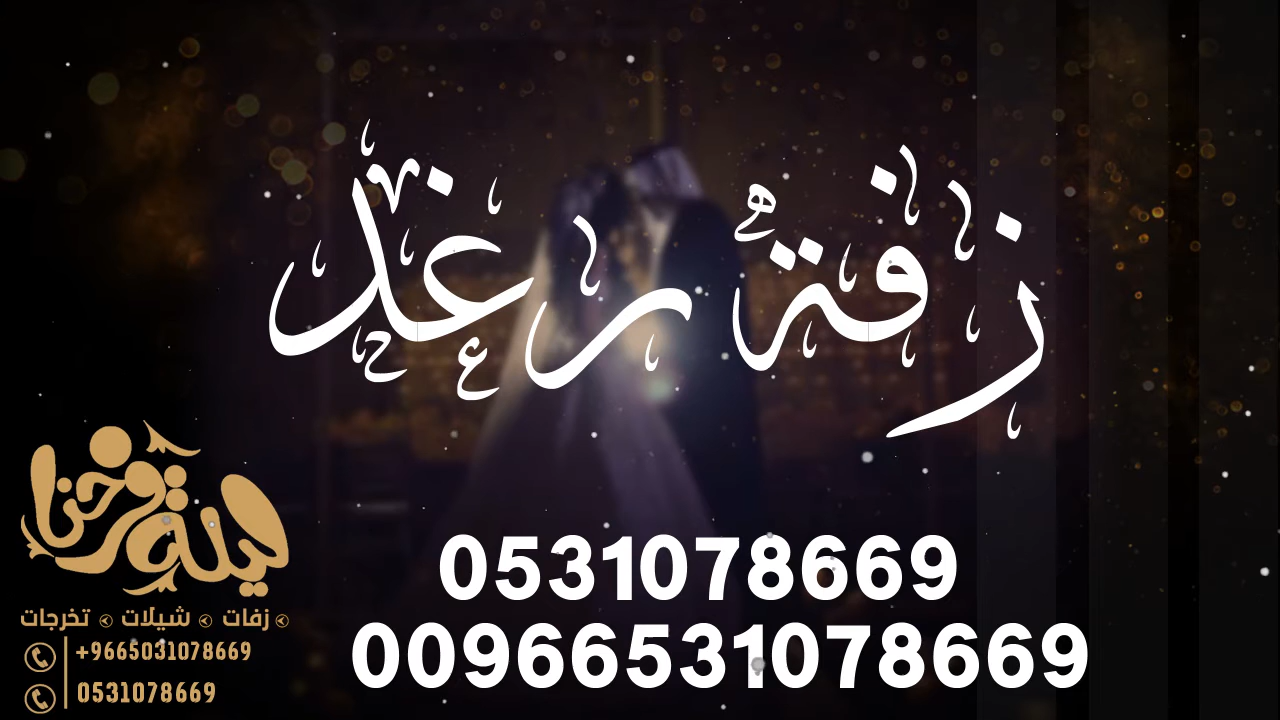 زفة رغد
0531078669
00966531078669
ليلة فرحنا
زفات › شيلات › تخرجات
+9665031078669
0531078669